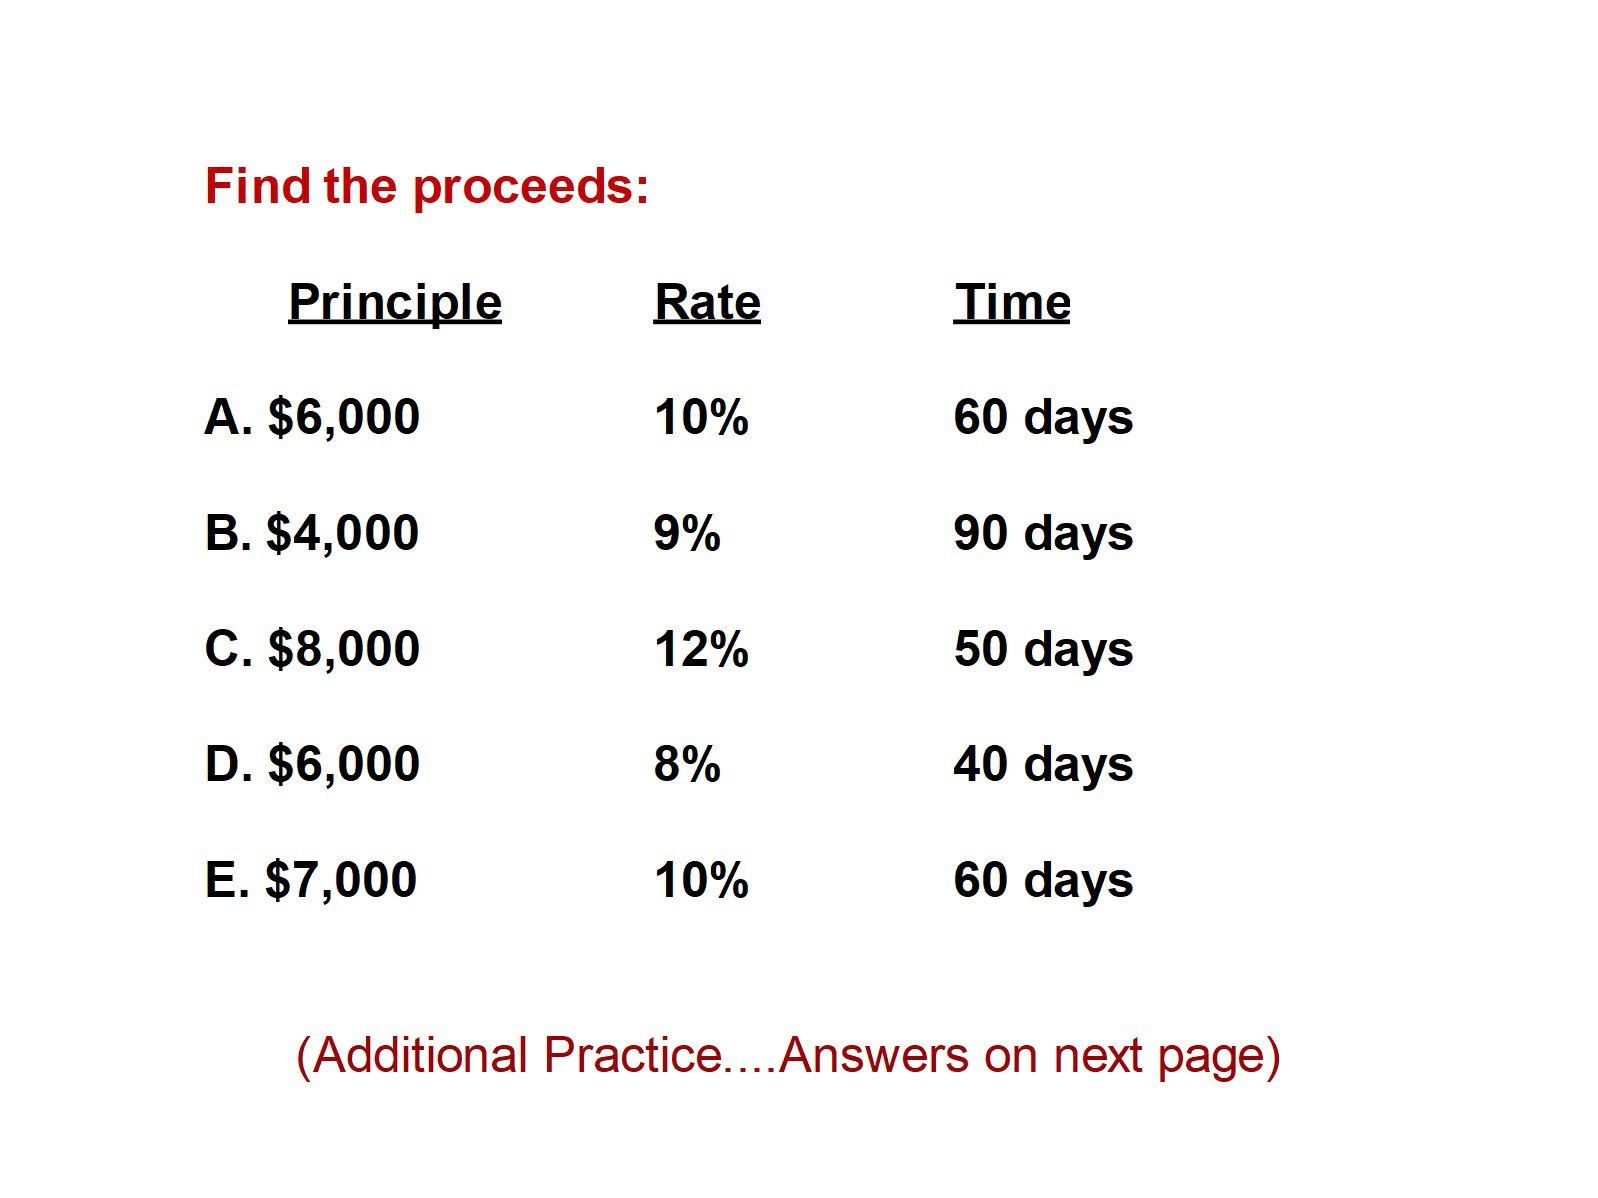 Find the proceeds:
Principle Rate Time
A. $6,000 10% 60 days
B. $4,000 9% 90 days
C. $8,000 12% 50 days
D. $6,000 8% 40 days
E. $7,000 10% 60 days
(Additional Practice....Answers on next page)